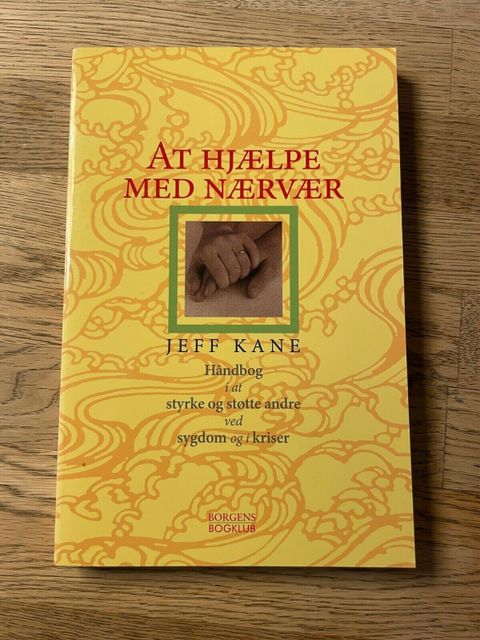 AT HJÆLPE
MED NÆRVÆR
JEFF KANE
Håndbog
i at
styrke og støtte andre
ved
sygdom og i kriser
BORGENS
BOGKLUB